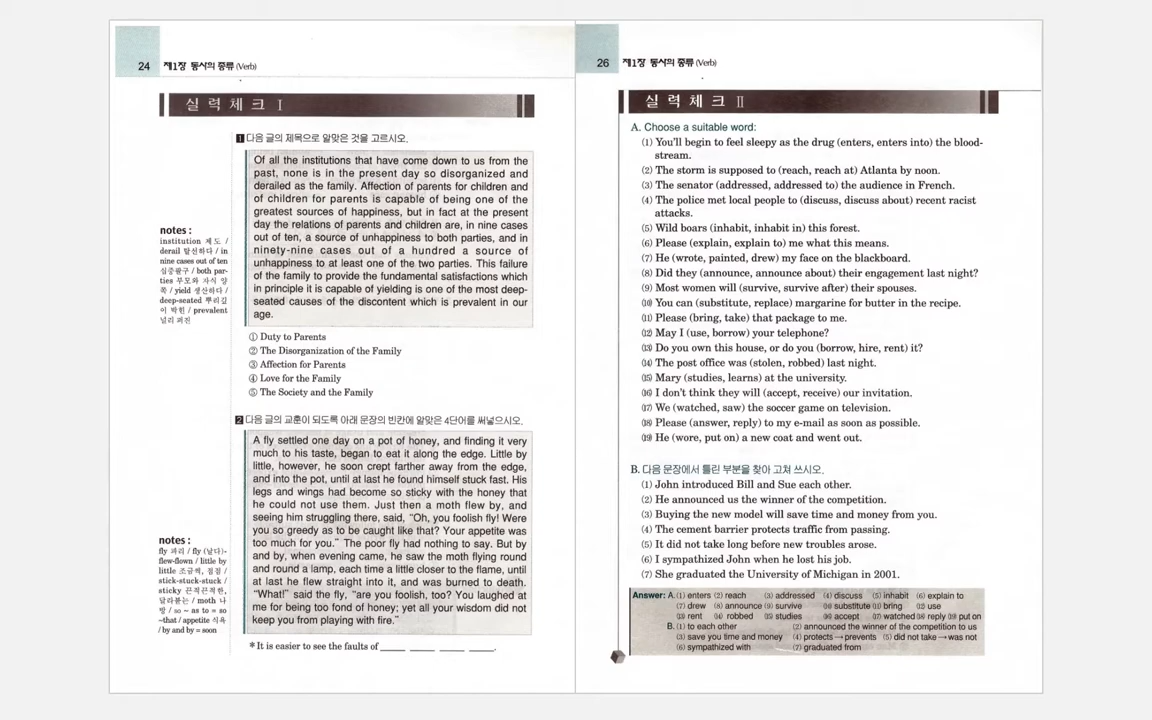 24 제1장 동사의 종류 (Verb)
실 력 체 크 Ⅰ
1 다음 글의 제목으로 알맞은 것을 고르시오.
Of all the institutions that have come down to us from the
past, none is in the present day so disorganized and
derailed as the family. Affection of parents for children and
of children for parents is capable of being one of the
greatest sources of happiness, but in fact at the present
day the relations of parents and children are, in nine cases
out of ten, a source of unhappiness to both parties, and in
ninety-nine cases out of a hundred a source of
unhappiness to at least one of the two parties. This failure
of the family to provide the fundamental satisfactions which
in principle it is capable of yielding is one of the most deep-
seated causes of the discontent which is prevalent in our
age.
notes :
institution 제도 /
derail 탈선하다 / in
nine cases out of ten
십중팔구 / both par-
ties 부모와 자식 양
쪽 / yield 생산하다 /
deep-seated 뿌리깊
이 박힌 / prevalent
널리 퍼진
① Duty to Parents
② The Disorganization of the Family
③ Affection for Parents
④ Love for the Family
⑤ The Society and the Family
2 다음 글의 교훈이 되도록 아래 문장의 빈칸에 알맞은 4단어를 써넣으시오.
A fly settled one day on a pot of honey, and finding it very
much to his taste, began to eat it along the edge. Little by
little, however, he soon crept farther away from the edge,
and into the pot, until at last he found himself stuck fast. His
legs and wings had become so sticky with the honey that
he could not use them. Just then a moth flew by, and
seeing him struggling there, said, "Oh, you foolish fly! Were
you so greedy as to be caught like that? Your appetite was
too much for you." The poor fly had nothing to say. But by
and by, when evening came, he saw the moth flying round
and round a lamp, each time a little closer to the flame, until
at last he flew straight into it, and was burned to death.
"What!" said the fly, "are you foolish, too? You laughed at
me for being too fond of honey; yet all your wisdom did not
keep you from playing with fire."
notes :
fly 파리 / fly (날다)-
flew-flown / little by
little 조금씩, 점점 /
stick-stuck-stuck /
sticky 끈적끈적한,
달라붙는 / moth 나
방 / so ~ as to = so
~that / appetite 식욕
/ by and by = soon
* It is easier to see the faults of ____ ____ ____ ____.
26 제1장 동사의 종류 (Verb)
실 력 체 크 Ⅱ
A. Choose a suitable word:
(1) You'll begin to feel sleepy as the drug (enters, enters into) the blood-
stream.
(2) The storm is supposed to (reach, reach at) Atlanta by noon.
(3) The senator (addressed, addressed to) the audience in French.
(4) The police met local people to (discuss, discuss about) recent racist
attacks.
(5) Wild boars (inhabit, inhabit in) this forest.
(6) Please (explain, explain to) me what this means.
(7) He (wrote, painted, drew) my face on the blackboard.
(8) Did they (announce, announce about) their engagement last night?
(9) Most women will (survive, survive after) their spouses.
(10) You can (substitute, replace) margarine for butter in the recipe.
(11) Please (bring, take) that package to me.
(12) May I (use, borrow) your telephone?
(13) Do you own this house, or do you (borrow, hire, rent) it?
(14) The post office was (stolen, robbed) last night.
(15) Mary (studies, learns) at the university.
(16) I don't think they will (accept, receive) our invitation.
(17) We (watched, saw) the soccer game on television.
(18) Please (answer, reply) to my e-mail as soon as possible.
(19) He (wore, put on) a new coat and went out.
B. 다음 문장에서 틀린 부분을 찾아 고쳐 쓰시오.
(1) John introduced Bill and Sue each other.
(2) He announced us the winner of the competition.
(3) Buying the new model will save time and money from you.
(4) The cement barrier protects traffic from passing.
(5) It did not take long before new troubles arose.
(6) I sympathized John when he lost his job.
(7) She graduated the University of Michigan in 2001.
Answer: A. (1) enters (2) reach (3) addressed (4) discuss (5) inhabit (6) explain to
(7) drew (8) announce (9) survive (10) substitute (11) bring (12) use
(13) rent (14) robbed (15) studies (16) accept (17) watched (18) reply (19) put on
B. (1) to each other (2) announced the winner of the competition to us
(3) save you time and money (4) protects → prevents (5) did not take → was not
(6) sympathized with (7) graduated from